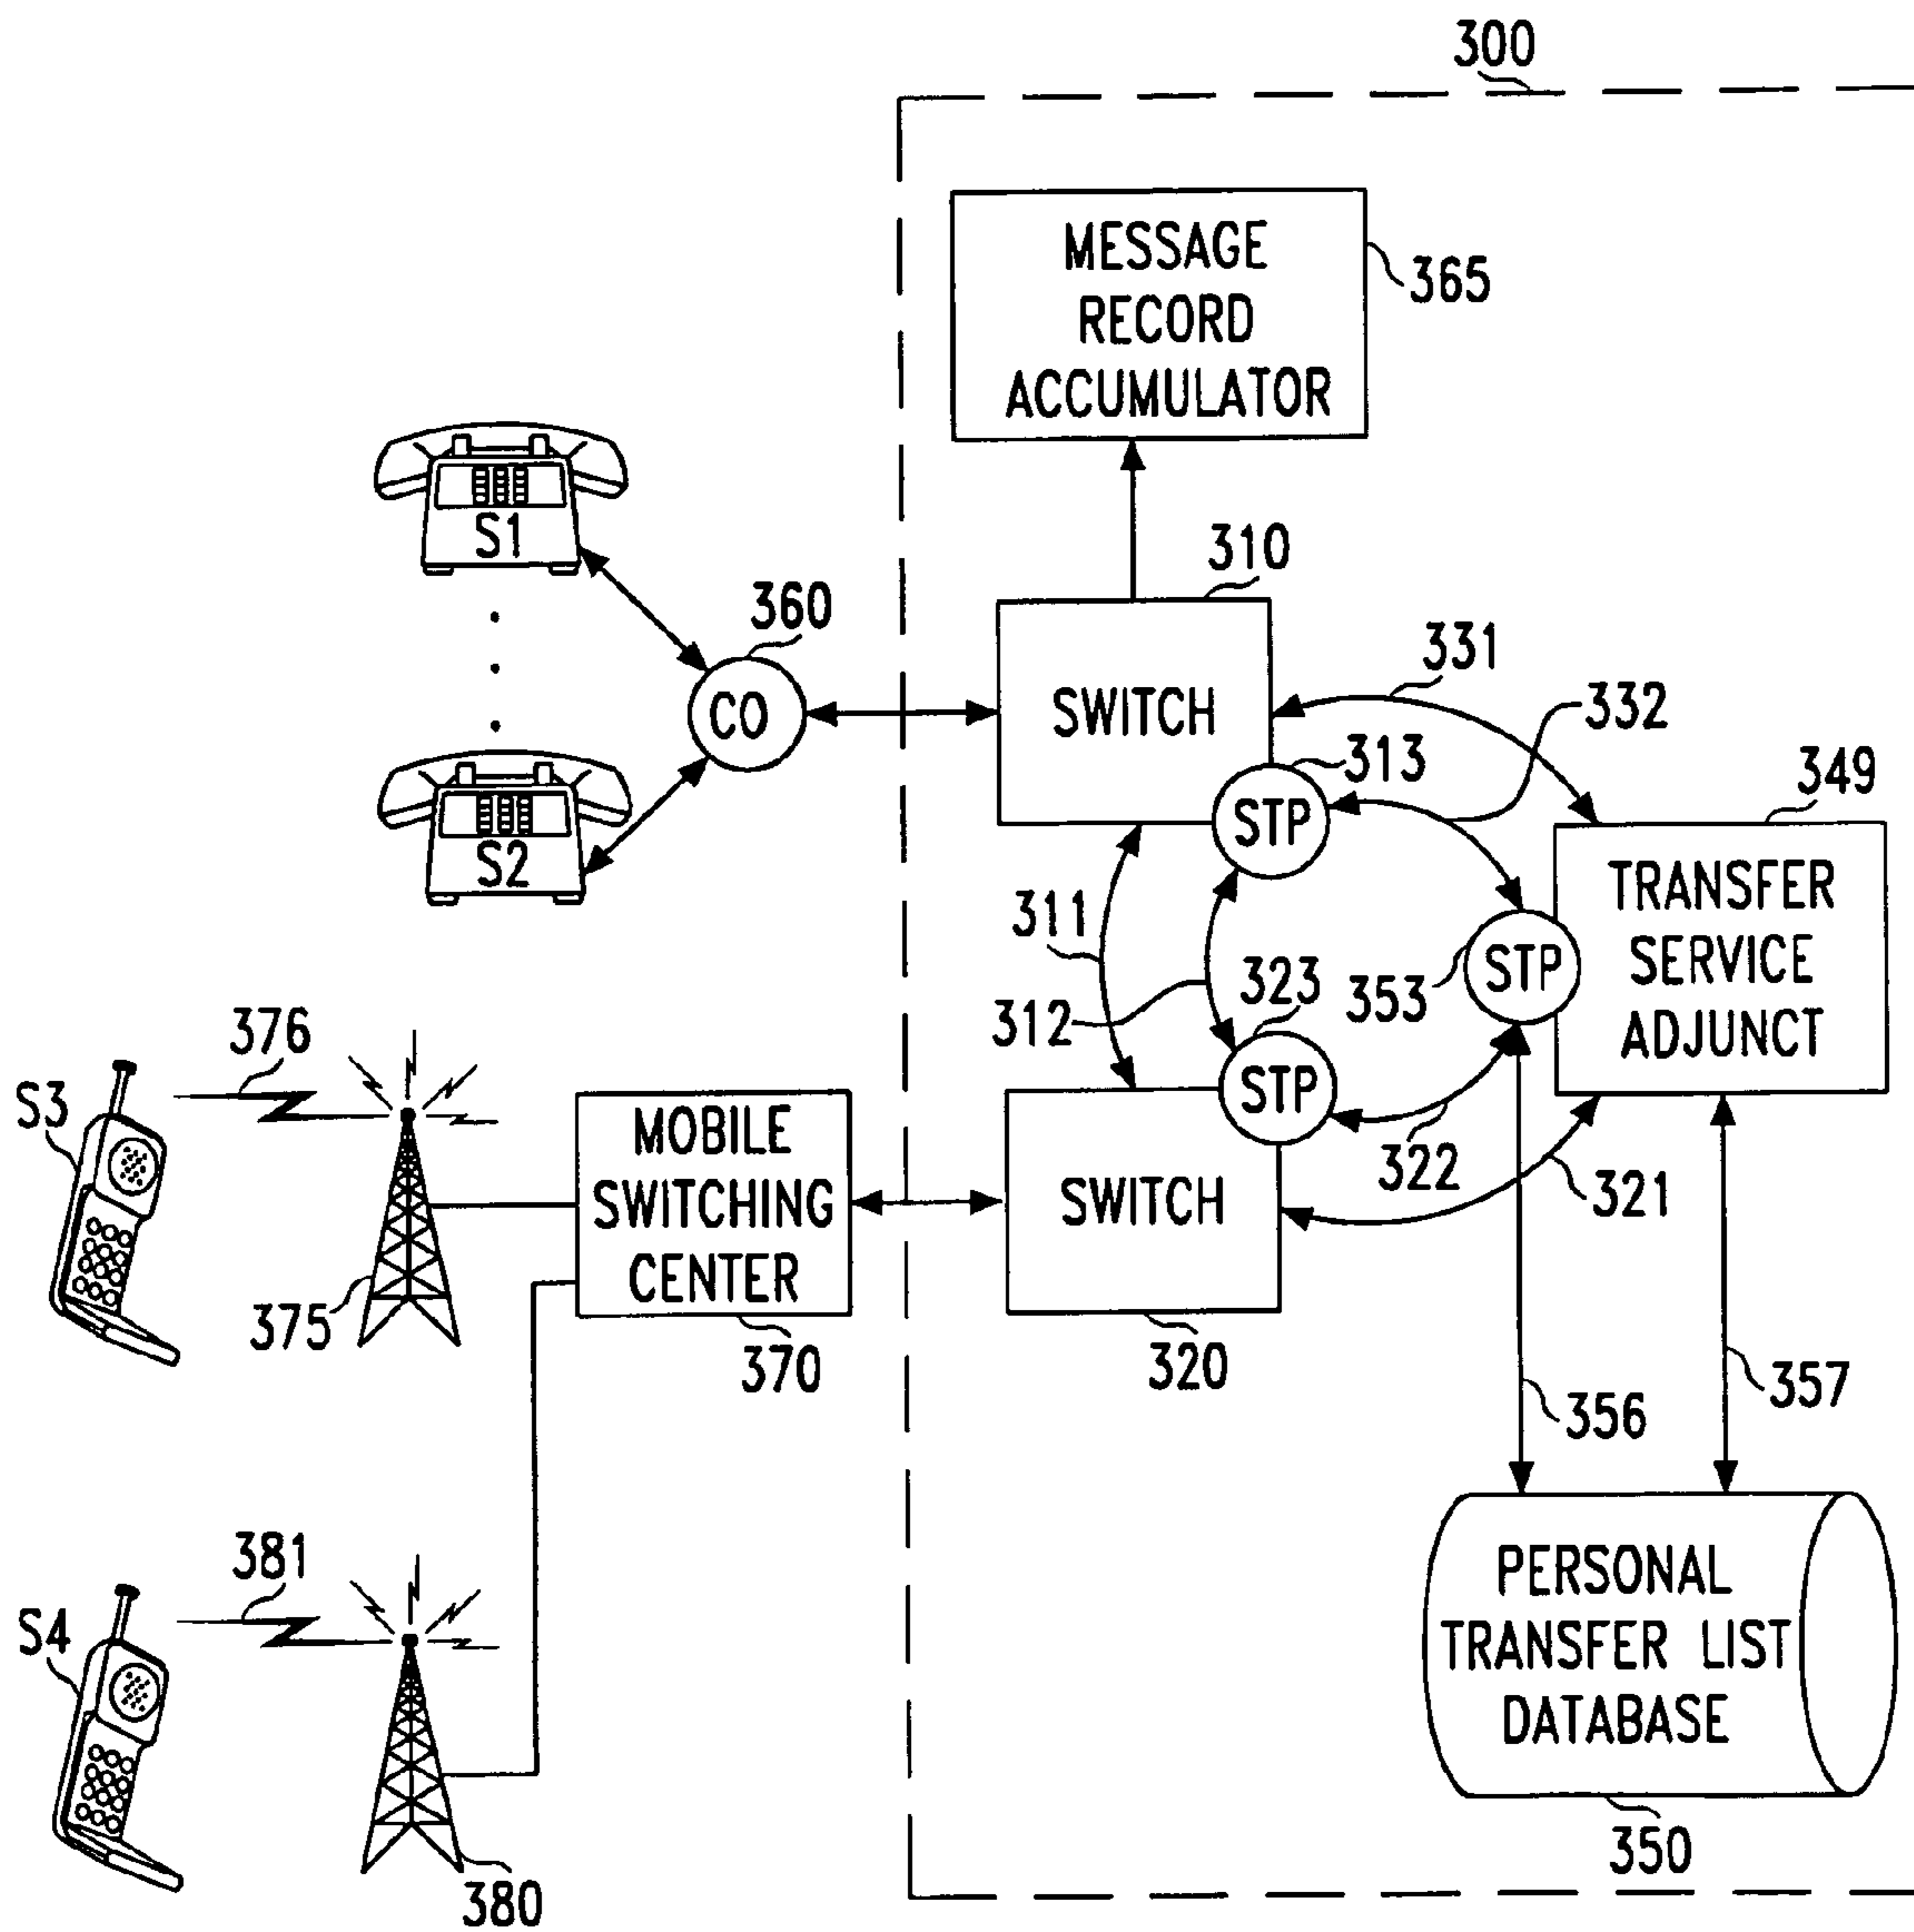 300
MESSAGE
RECORD
ACCUMULATOR
365
S1
310
360
331
332
CO
SWITCH
313
349
STP
S2
TRANSFER
SERVICE
ADJUNCT
311
STP
323
353
312
376
S3
STP
MOBILE
SWITCHING
CENTER
322
321
SWITCH
375
370
320
357
356
381
S4
PERSONAL
TRANSFER LIST
DATABASE
350
380